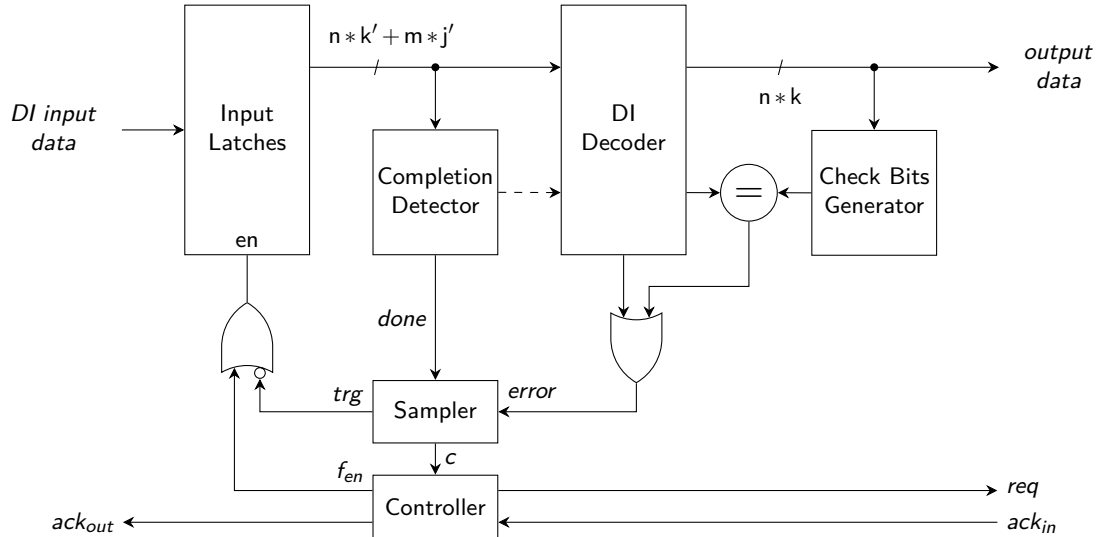 n ∗ k′ + m ∗ j′
output
data
DI input
data
Input
Latches
DI
Decoder
n ∗ k
Completion
Detector
=
Check Bits
Generator
en
done
trg
Sampler
error
c
f_en
Controller
req
ack_out
ack_in